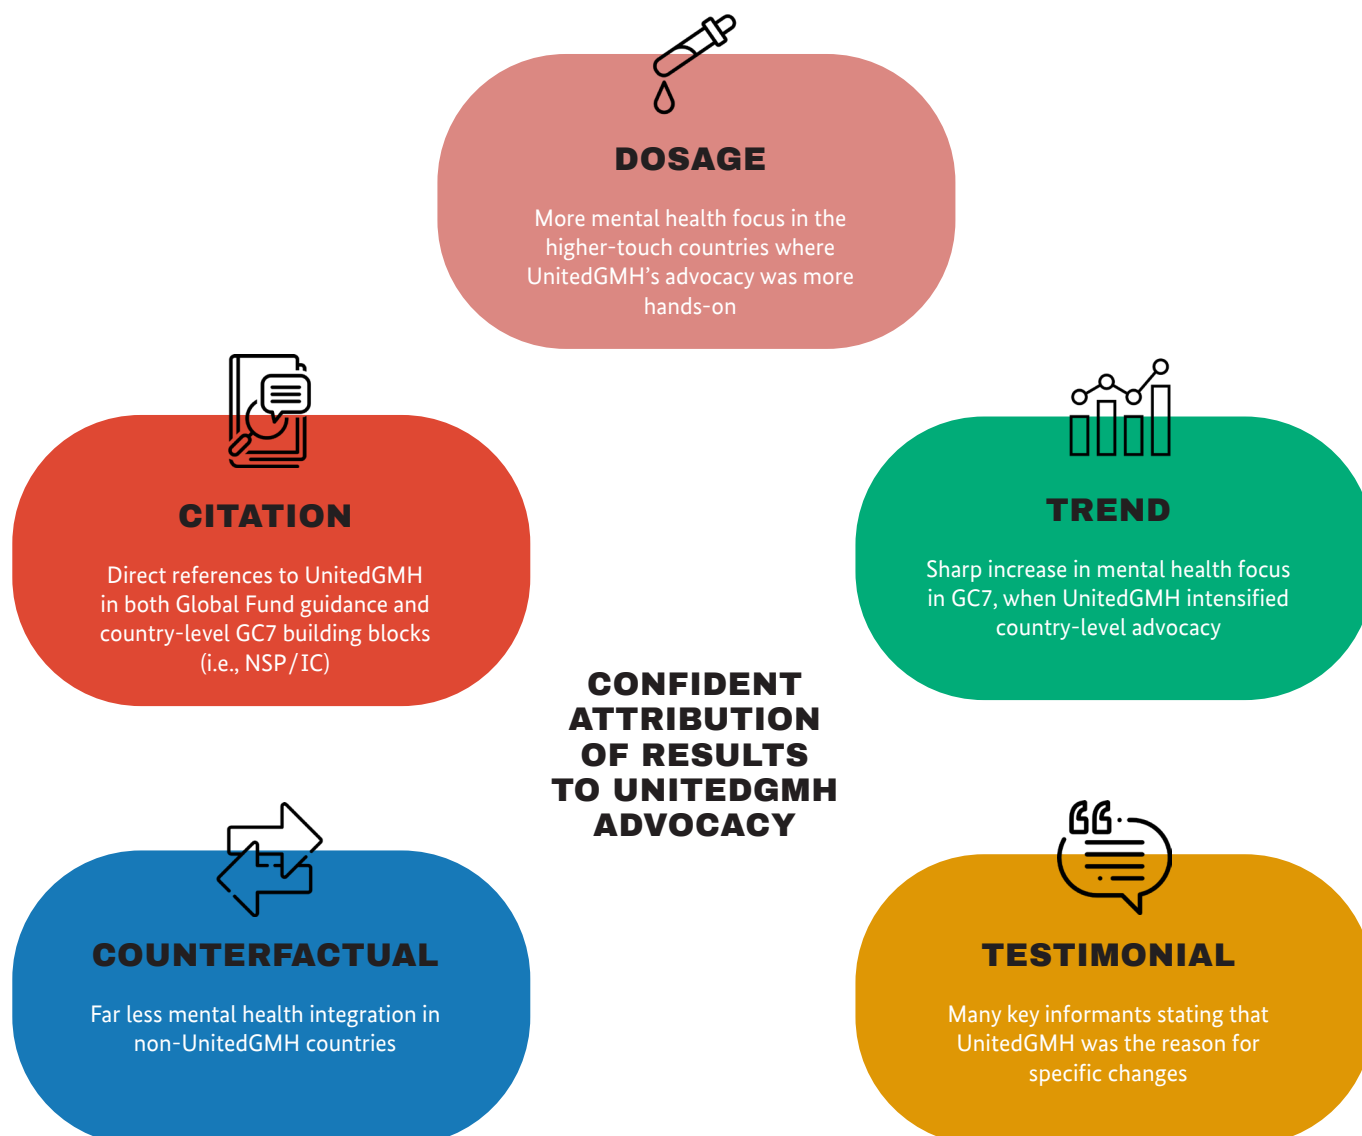 DOSAGE
More mental health focus in the
higher-touch countries where
UnitedGMH’s advocacy was more
hands-on
CITATION
Direct references to UnitedGMH
in both Global Fund guidance and
country-level GC7 building blocks
(i.e., NSP/IC)
TREND
Sharp increase in mental health focus
in GC7, when UnitedGMH intensified
country-level advocacy
CONFIDENT
ATTRIBUTION
OF RESULTS
TO UNITEDGMH
ADVOCACY
COUNTERFACTUAL
Far less mental health integration in
non-UnitedGMH countries
TESTIMONIAL
Many key informants stating that
UnitedGMH was the reason for
specific changes